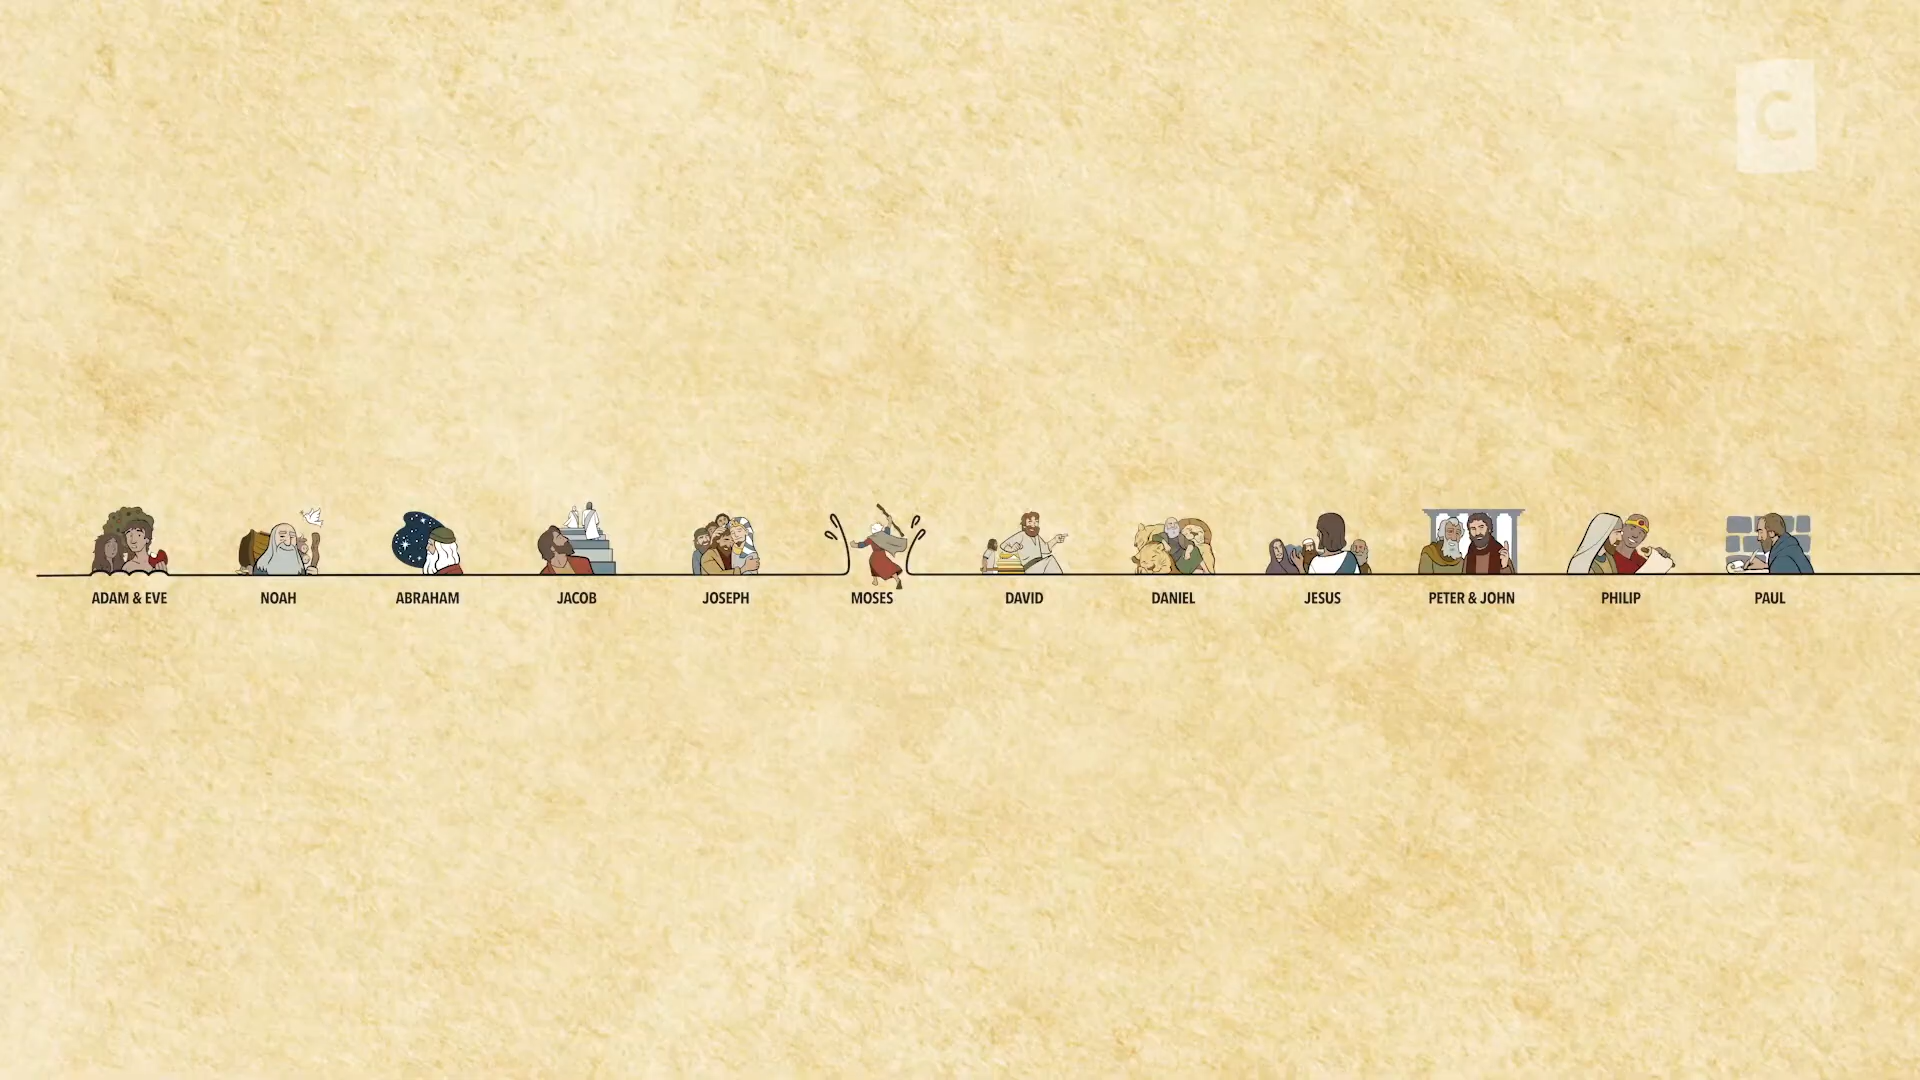 C
ADAM & EVE
NOAH
ABRAHAM
JACOB
JOSEPH
MOSES
DAVID
DANIEL
JESUS
PETER & JOHN
PHILIP
PAUL